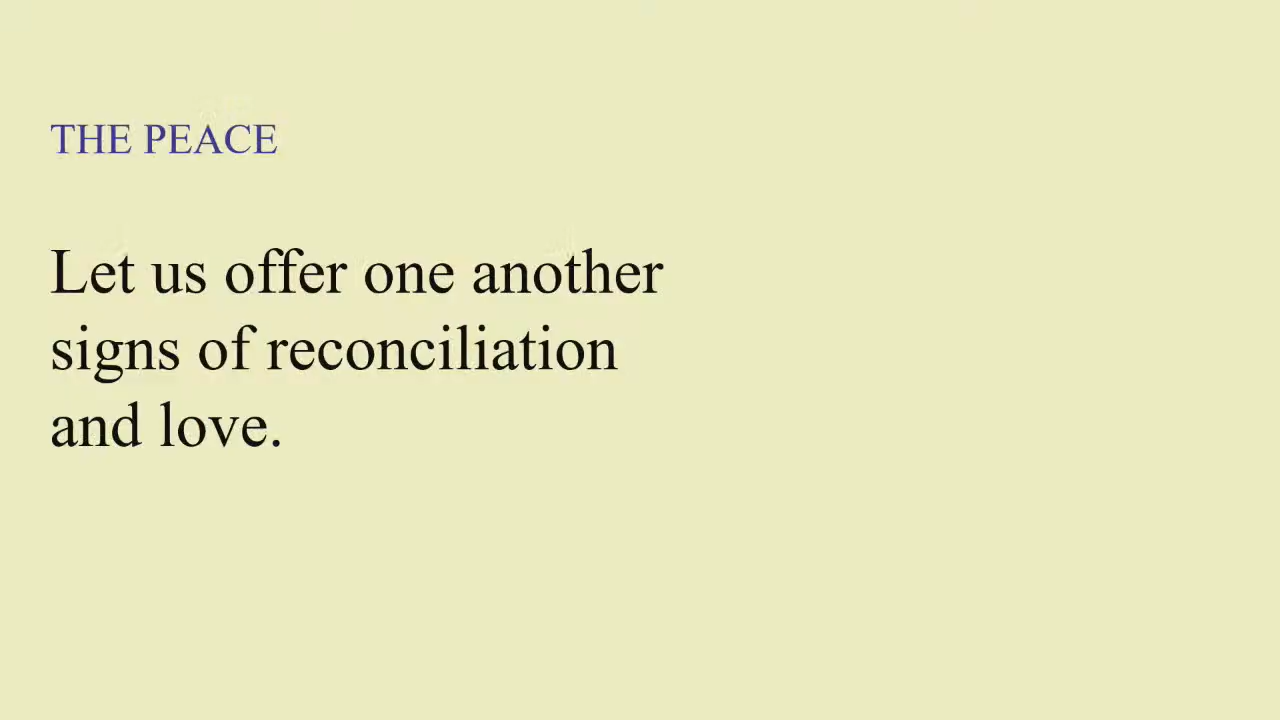 THE PEACE
Let us offer one another
signs of reconciliation
and love.